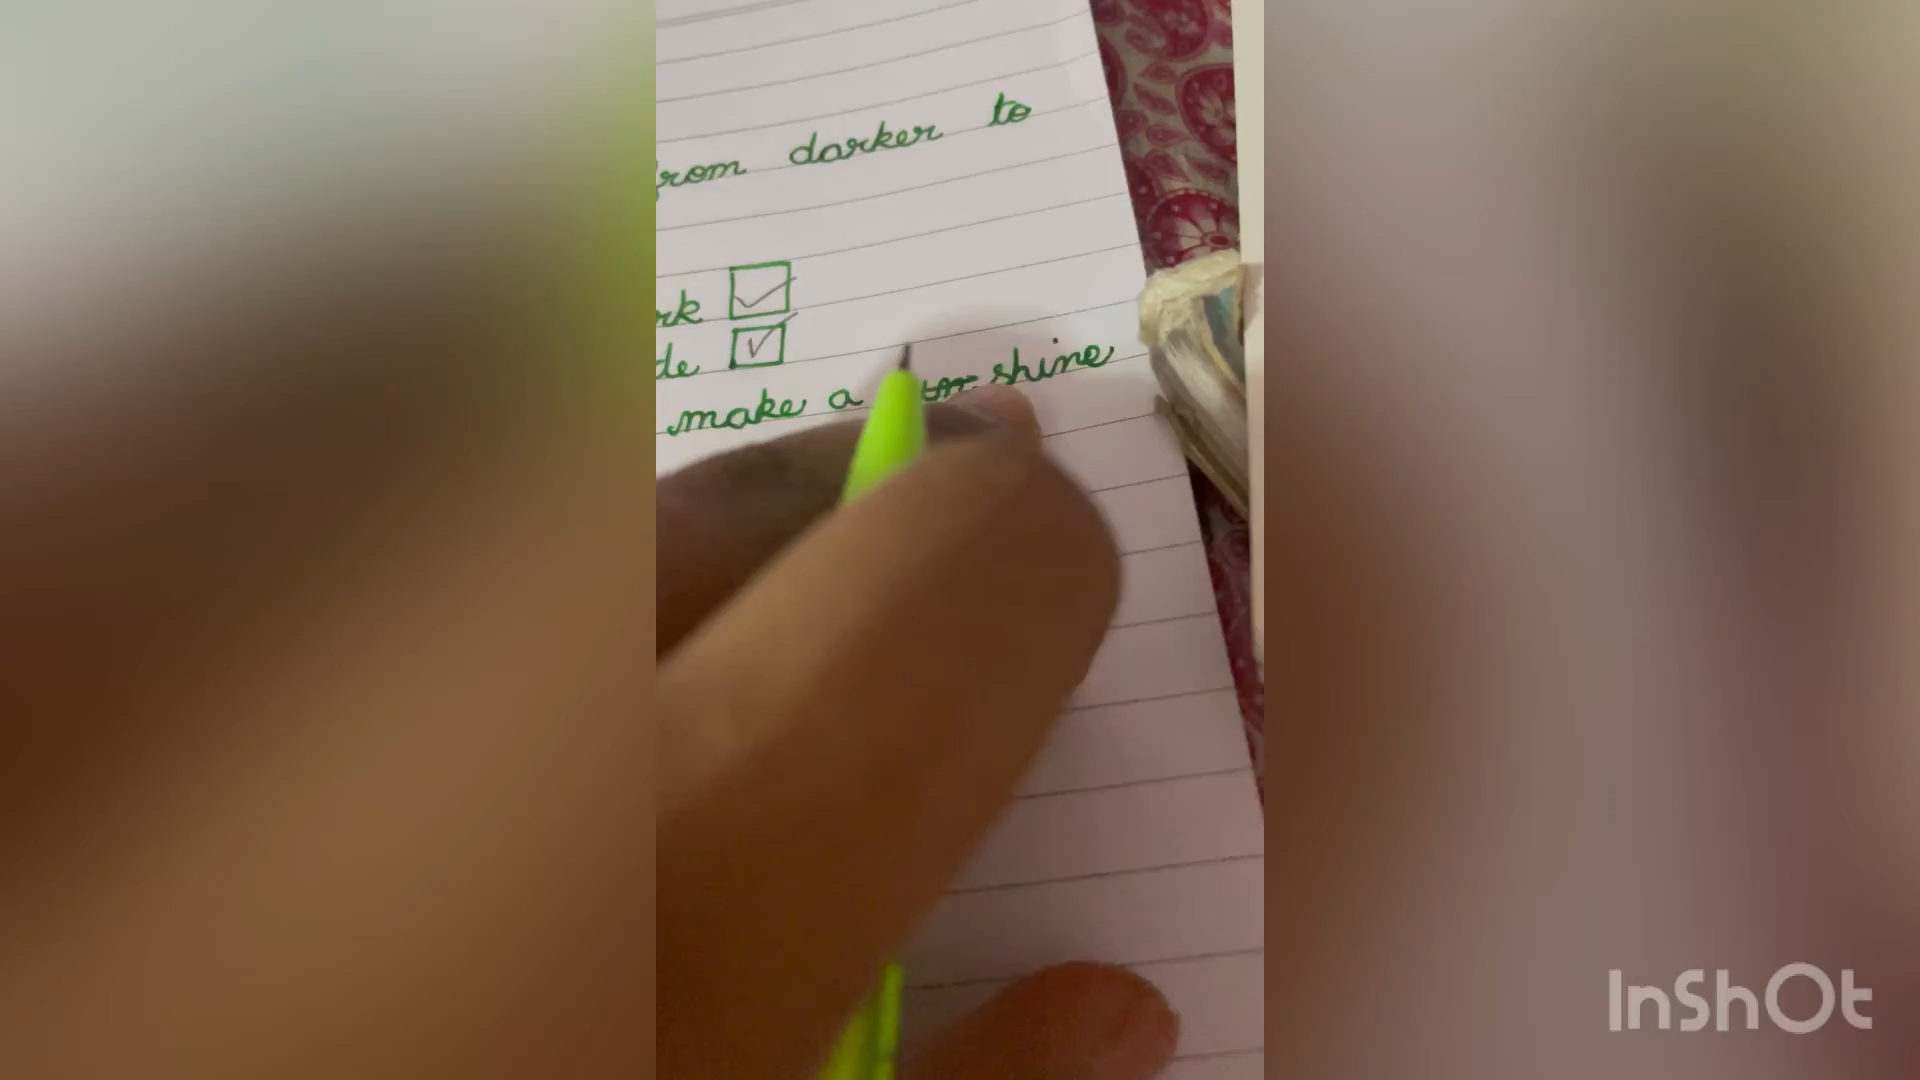 from darker to
rk
de
make a shine
InShOt